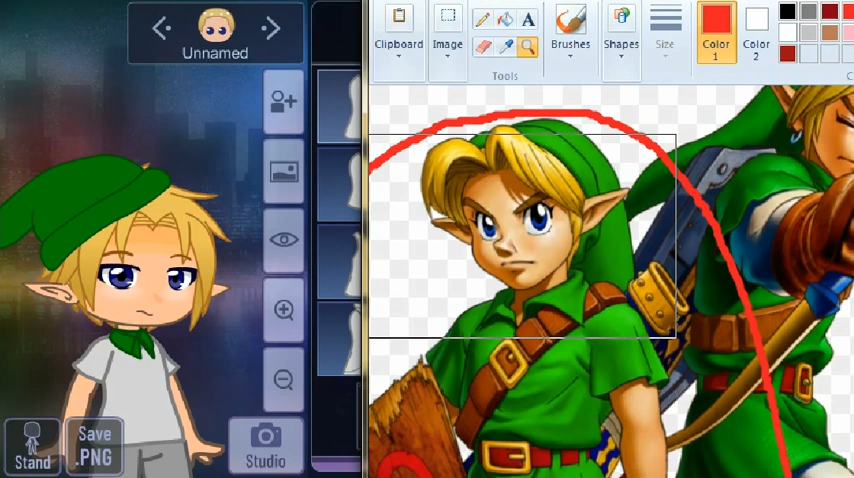 Unnamed
Stand
Save
.PNG
Studio
Clipboard
Image
A
Tools
Brushes
Shapes
Size
Color
1
Color
2
C